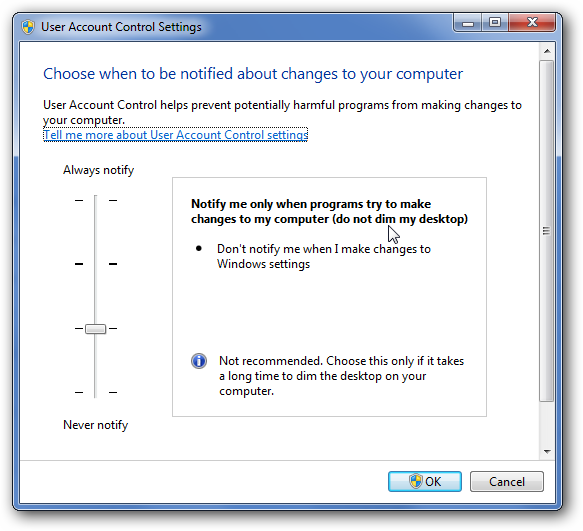 User Account Control Settings
Choose when to be notified about changes to your computer
User Account Control helps prevent potentially harmful programs from making changes to
your computer.
Tell me more about User Account Control settings
Always notify
Notify me only when programs try to make
changes to my computer (do not dim my desktop)
Don't notify me when I make changes to
Windows settings
Not recommended. Choose this only if it takes
a long time to dim the desktop on your
computer.
Never notify
OK
Cancel